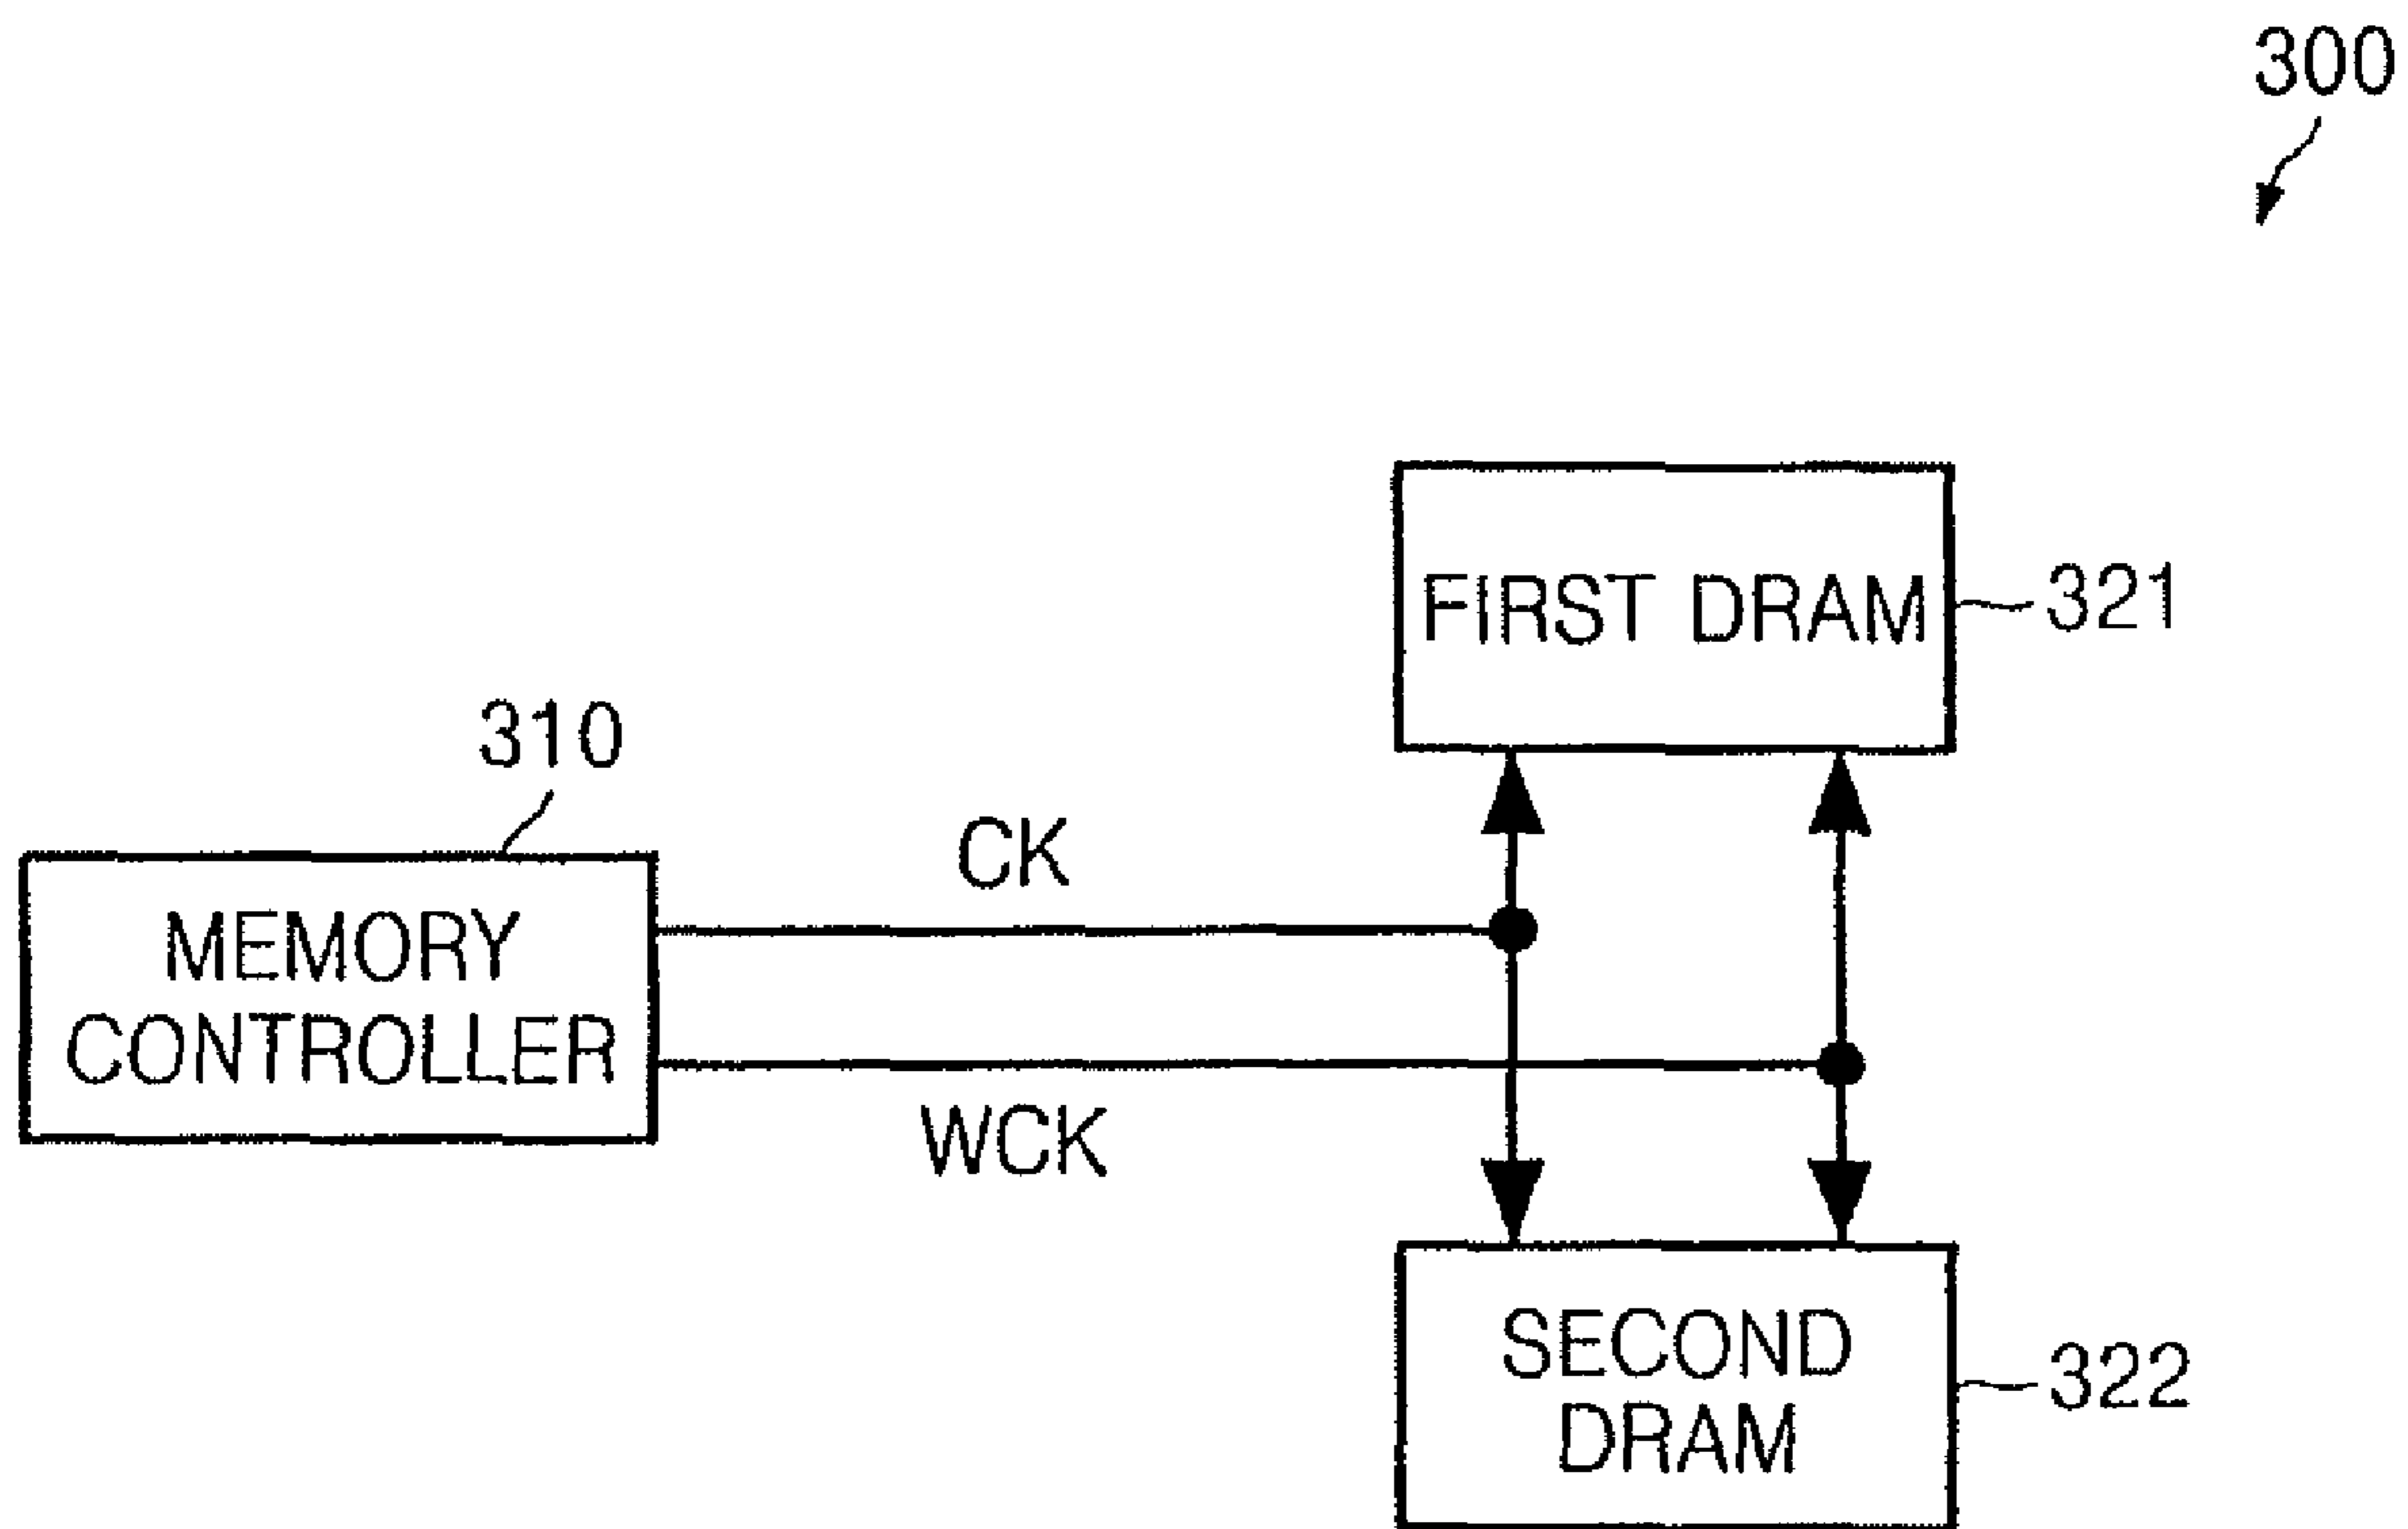 300
FIRST DRAM
321
310
CK
MEMORY
CONTROLLER
WCK
SECOND
DRAM
322